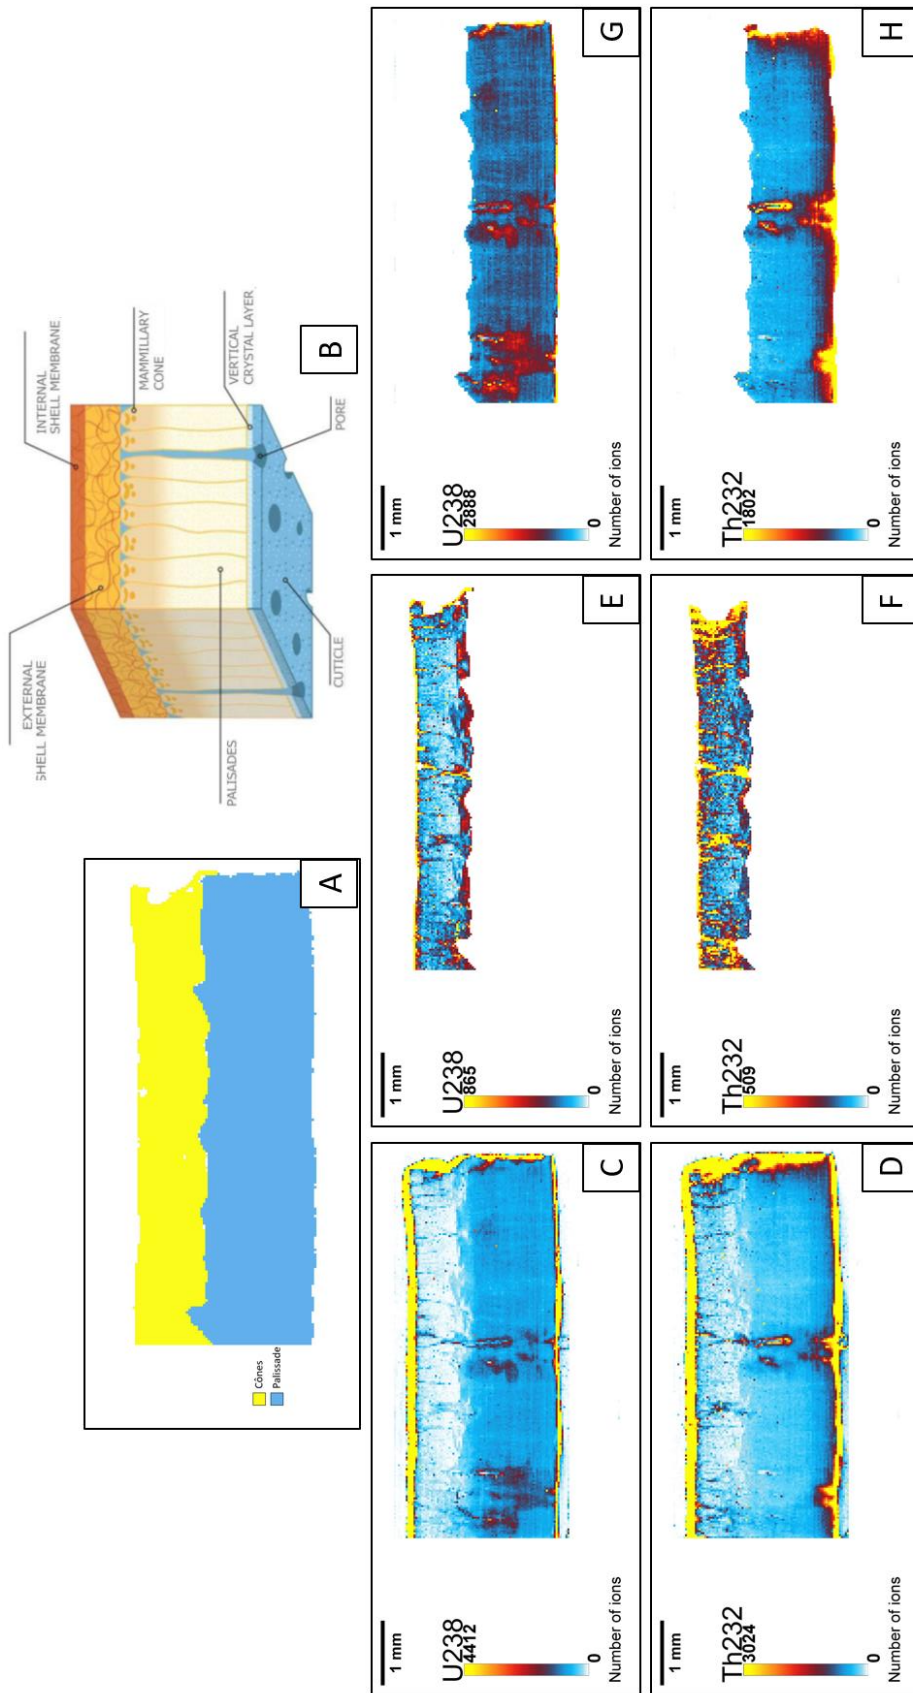 Cônes
Palissade
A
EXTERNAL
SHELL MEMBRANE
INTERNAL
SHELL MEMBRANE
MAMMILLARY
CONE
VERTICAL
CRYSTAL LAYER
PORE
CUTICLE
PALISADES
B
1 mm
U238
4412
0
Number of ions
C
1 mm
U238
865
0
Number of ions
E
1 mm
U238
2888
0
Number of ions
G
1 mm
Th232
3024
0
Number of ions
D
1 mm
Th232
509
0
Number of ions
F
1 mm
Th232
1802
0
Number of ions
H